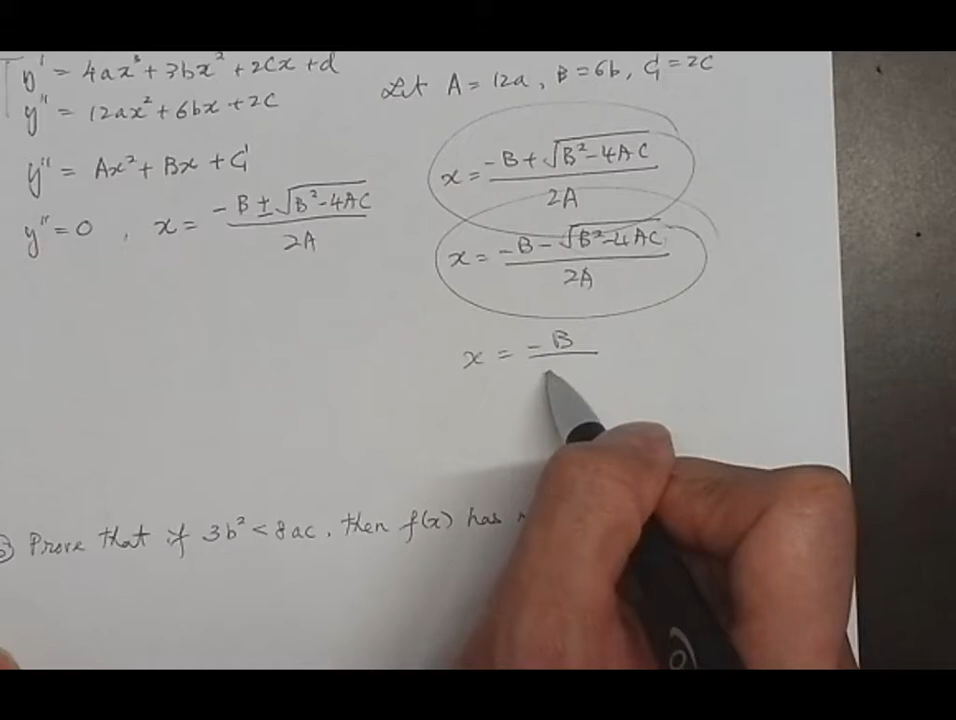 y' = 4ax³ + 3bx² + 2cx + d
y'' = 12ax² + 6bx + 2c
y'' = Ax² + Bx + C
y'' = 0 , x = (-B ± √(B² - 4AC)) / 2A
Let A = 12a , B = 6b , C = 2c
x = (-B + √(B² - 4AC)) / 2A
x = (-B - √(B² - 4AC)) / 2A
x = -B
Prove that if 3b² < 8ac , then f(x) has